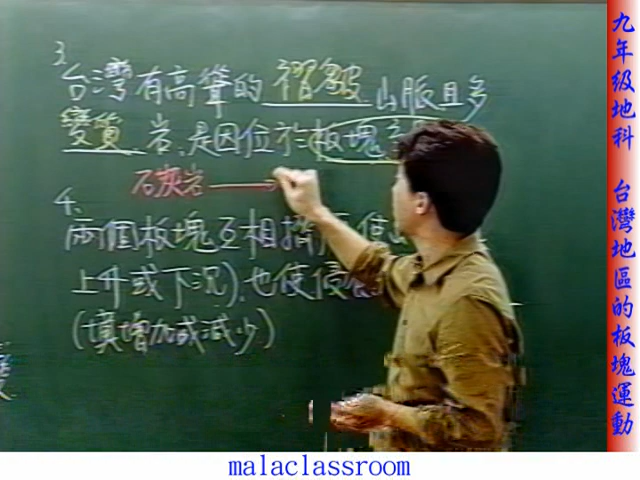 3.
台灣有高聳的褶皺山脈且多
變質岩、是因位於板塊
石灰岩→
4.
兩個板塊互相擠
上升或下沉)、也使侵
(填增加或減少)
九年级地科 台灣地區的板塊運動
malaclassroom